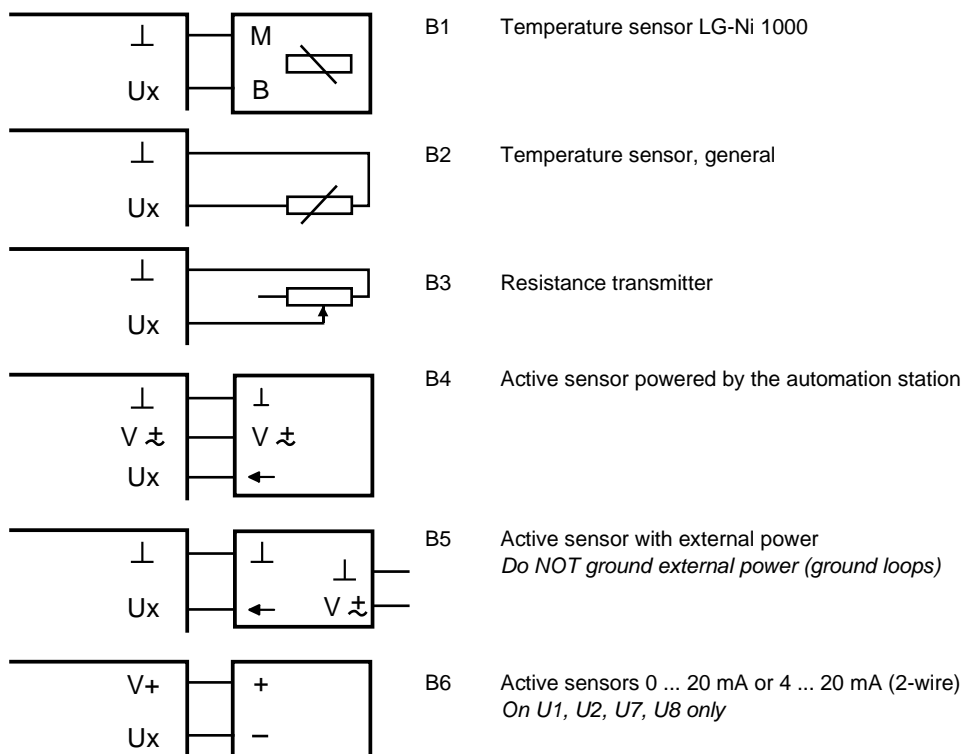 ⊥ M B1 Temperature sensor LG-Ni 1000
Ux B
⊥ B2 Temperature sensor, general
Ux
⊥ B3 Resistance transmitter
Ux
⊥ ⊥ B4 Active sensor powered by the automation station
V ≂ V ≂
Ux ←
⊥ ⊥ B5 Active sensor with external power
⊥ Do NOT ground external power (ground loops)
Ux ← V ≂
V+ + B6 Active sensors 0 ... 20 mA or 4 ... 20 mA (2-wire)
On U1, U2, U7, U8 only
Ux –